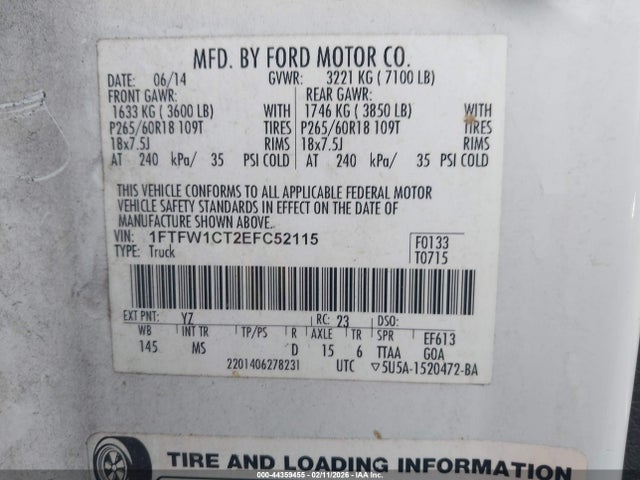 MFD. BY FORD MOTOR CO.
DATE: 06/14 GVWR: 3221 KG ( 7100 LB)
FRONT GAWR: REAR GAWR:
1633 KG ( 3600 LB) WITH 1746 KG ( 3850 LB) WITH
P265/60R18 109T TIRES P265/60R18 109T TIRES
18x7.5J RIMS 18x7.5J RIMS
AT 240 kPa/ 35 PSI COLD AT 240 kPa/ 35 PSI COLD
THIS VEHICLE CONFORMS TO ALL APPLICABLE FEDERAL MOTOR
VEHICLE SAFETY STANDARDS IN EFFECT ON THE DATE OF
MANUFACTURE SHOWN ABOVE.
VIN: 1FTFW1CT2EFC52115 F0133
TYPE: Truck T0715
EXT PNT: YZ RC: 23 DSO:
WB INT TR TP/PS R AXLE TR SPR EF613
145 MS D 15 6 TTAA GOA
2201406278231 UTC ▽5U5A-1520472-BA
TIRE AND LOADING INFORMATION
000-44359455 - 02/11/2026 - IAAI.COM